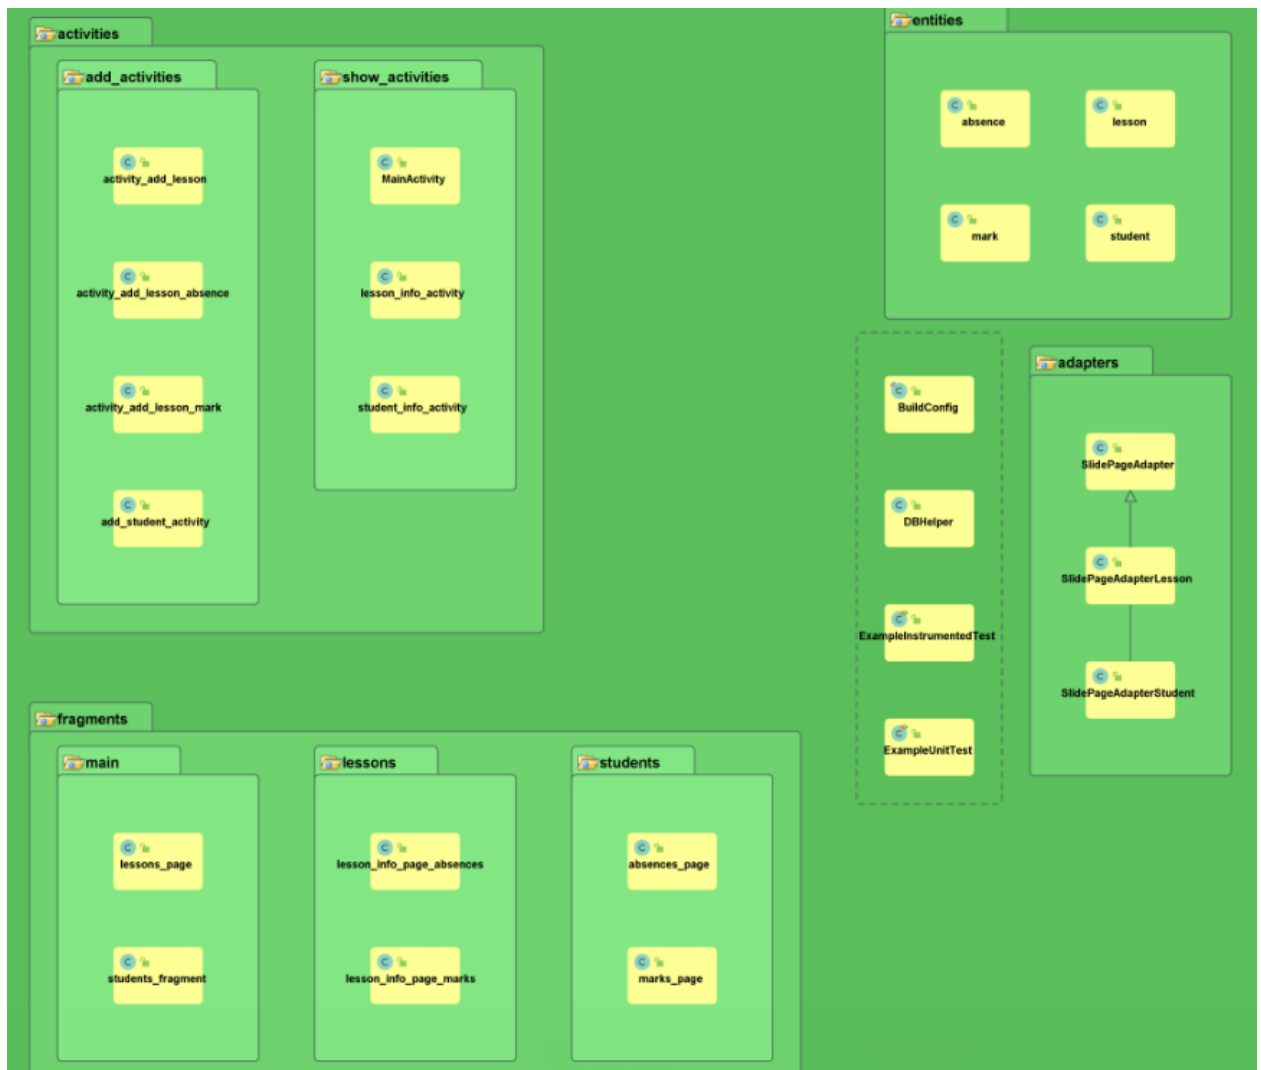 activities
add_activities
activity_add_lesson
activity_add_lesson_absence
activity_add_lesson_mark
add_student_activity
show_activities
MainActivity
lesson_info_activity
student_info_activity
entities
absence
lesson
mark
student
BuildConfig
DBHelper
ExampleInstrumentedTest
ExampleUnitTest
adapters
SlidePageAdapter
SlidePageAdapterLesson
SlidePageAdapterStudent
fragments
main
lessons_page
students_fragment
lessons
lesson_info_page_absences
lesson_info_page_marks
students
absences_page
marks_page